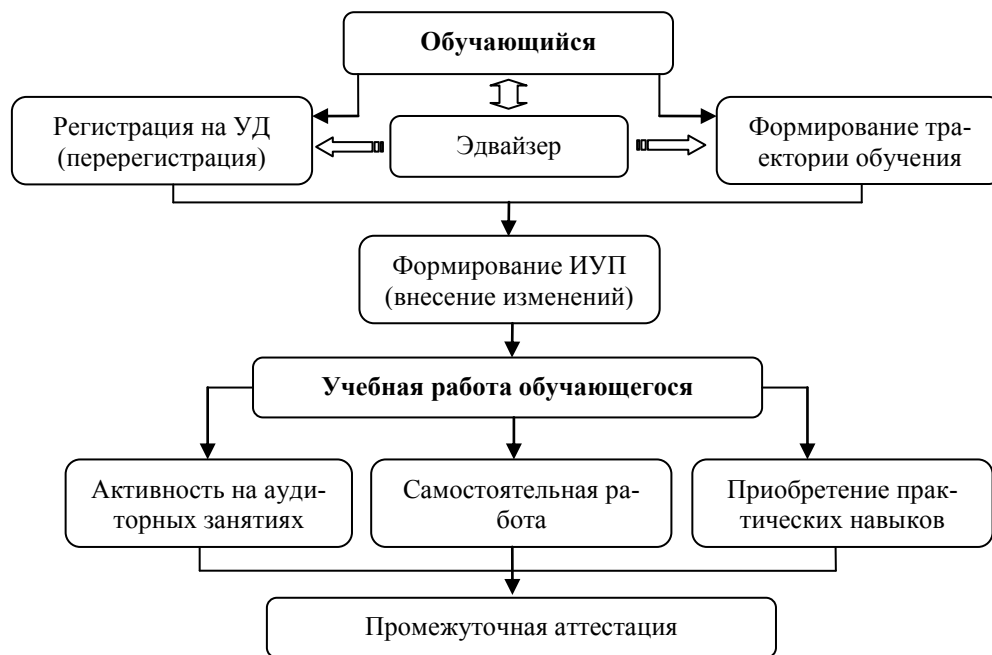 Обучающийся
Регистрация на УД
(перерегистрация)
Эдвайзер
Формирование тра-
ектории обучения
Формирование ИУП
(внесение изменений)
Учебная работа обучающегося
Активность на ауди-
торных занятиях
Самостоятельная ра-
бота
Приобретение прак-
тических навыков
Промежуточная аттестация